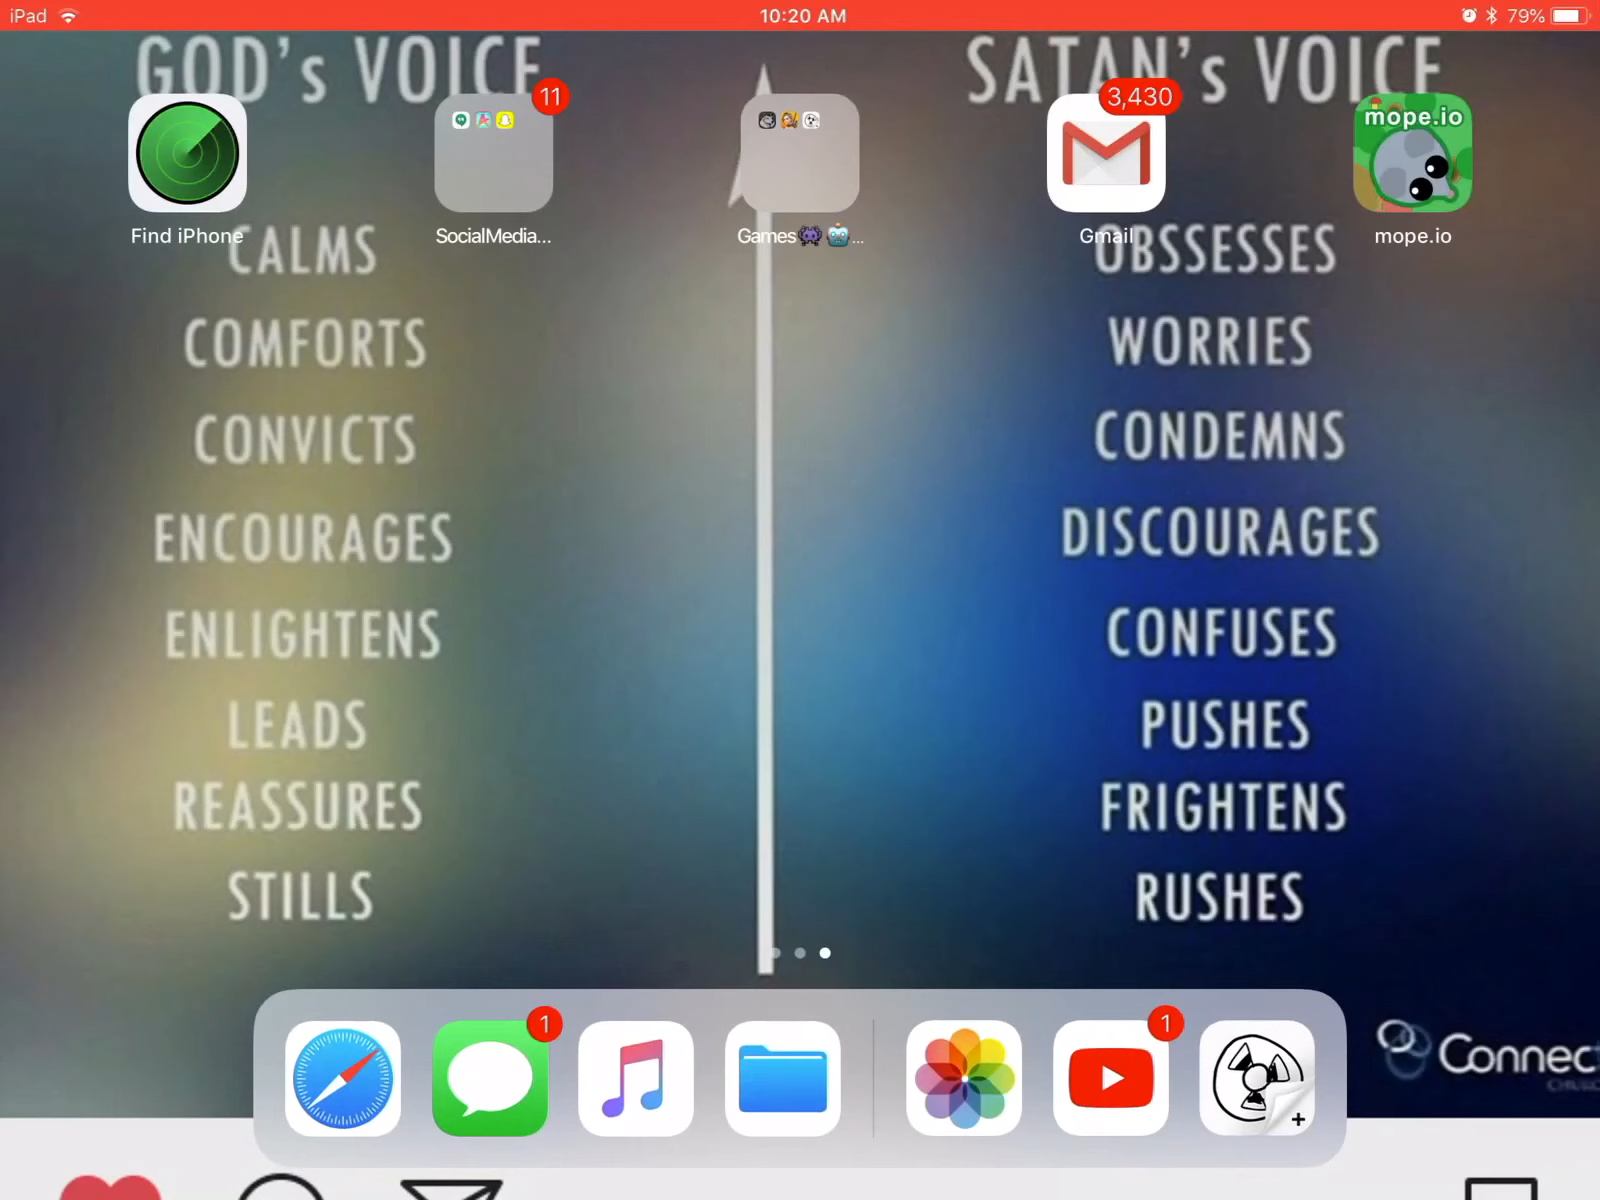 iPad 10:20 AM 79%
GOD's VOICE SATAN's VOICE
11 3,430
mope.io
Find iPhone SocialMedia... Games👾🤖... Gmail mope.io
CALMS OBSSESSES
COMFORTS WORRIES
CONVICTS CONDEMNS
ENCOURAGES DISCOURAGES
ENLIGHTENS CONFUSES
LEADS PUSHES
REASSURES FRIGHTENS
STILLS RUSHES
1 1
Connec